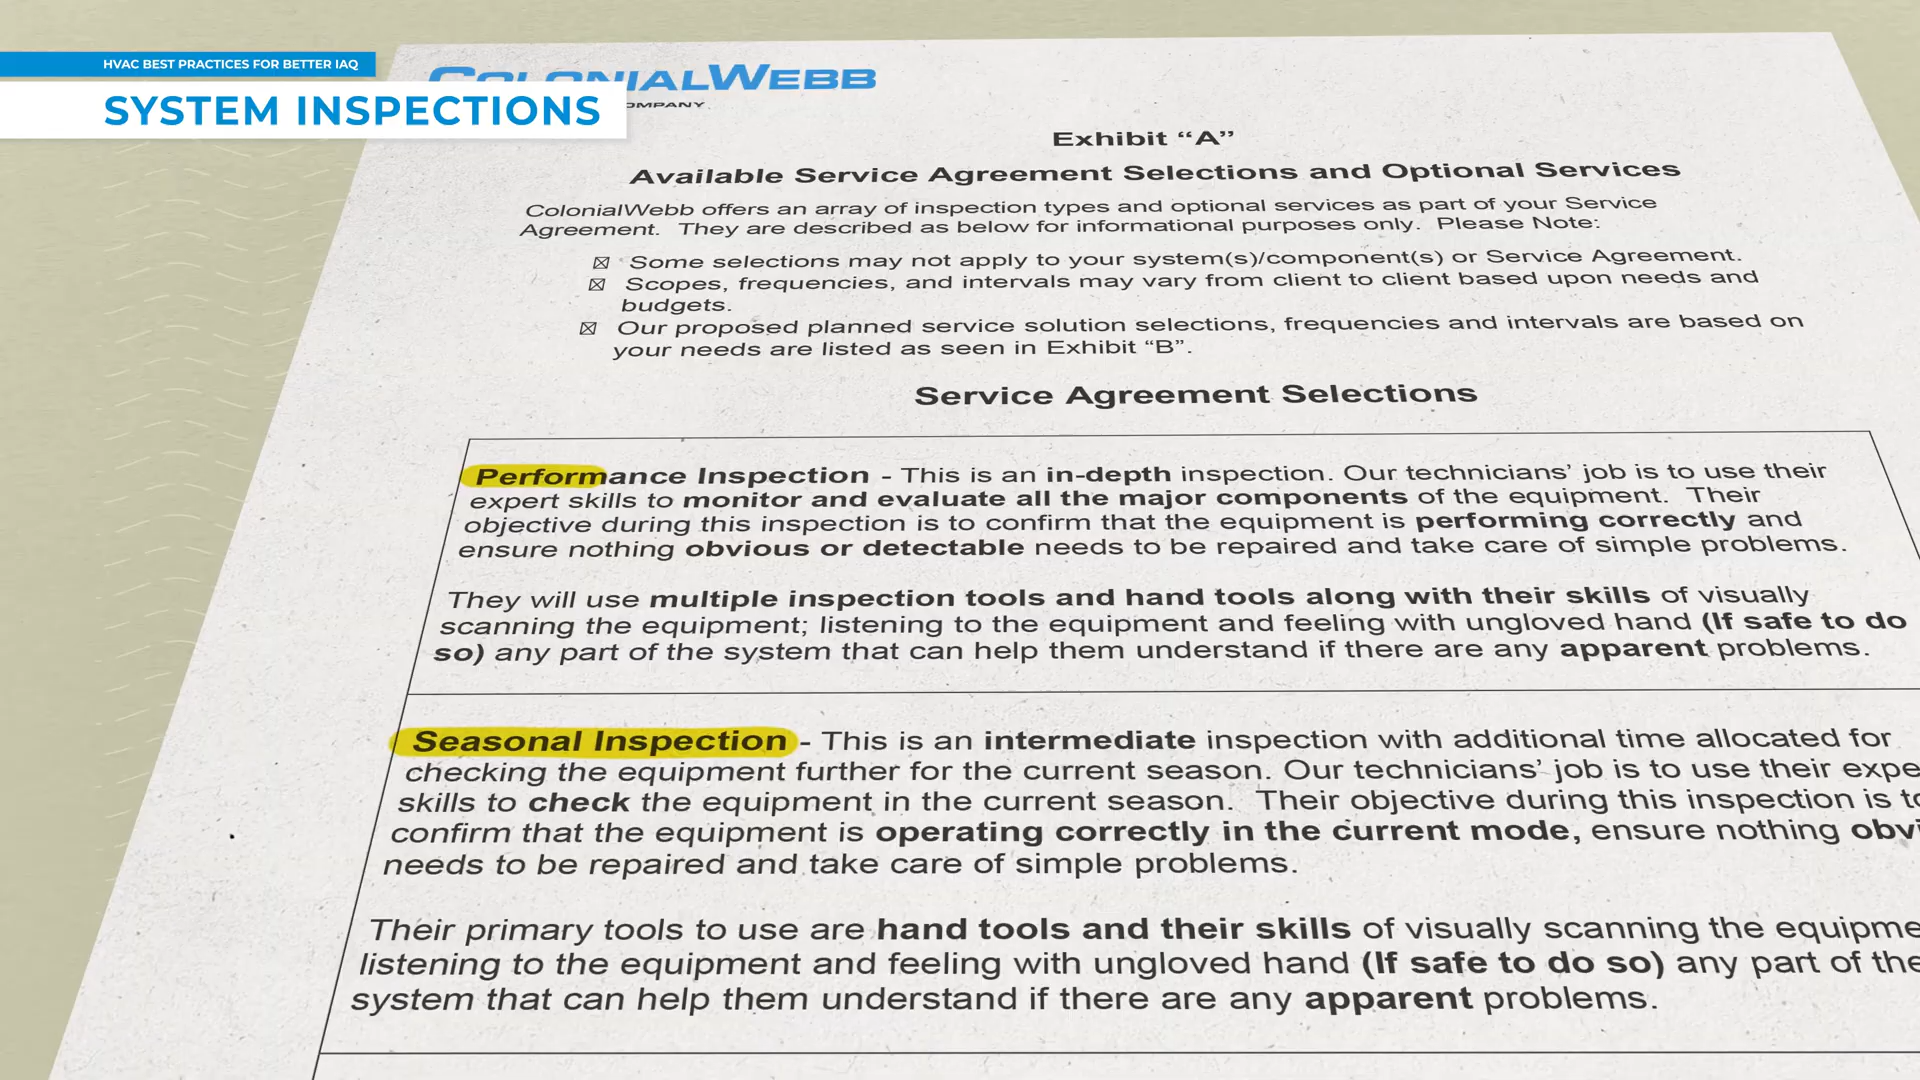 HVAC BEST PRACTICES FOR BETTER IAQ
SYSTEM INSPECTIONS
COLONIALWEBB
COMPANY
Exhibit “A”
Available Service Agreement Selections and Optional Services
ColonialWebb offers an array of inspection types and optional services as part of your Service
Agreement. They are described as below for informational purposes only. Please Note:
☒ Some selections may not apply to your system(s)/component(s) or Service Agreement.
☒ Scopes, frequencies, and intervals may vary from client to client based upon needs and
budgets.
☒ Our proposed planned service solution selections, frequencies and intervals are based on
your needs are listed as seen in Exhibit “B”.
Service Agreement Selections
Performance Inspection - This is an in-depth inspection. Our technicians’ job is to use their
expert skills to monitor and evaluate all the major components of the equipment. Their
objective during this inspection is to confirm that the equipment is performing correctly and
ensure nothing obvious or detectable needs to be repaired and take care of simple problems.
They will use multiple inspection tools and hand tools along with their skills of visually
scanning the equipment; listening to the equipment and feeling with ungloved hand (If safe to do
so) any part of the system that can help them understand if there are any apparent problems.
Seasonal Inspection - This is an intermediate inspection with additional time allocated for
checking the equipment further for the current season. Our technicians’ job is to use their expe
skills to check the equipment in the current season. Their objective during this inspection is to
confirm that the equipment is operating correctly in the current mode, ensure nothing obvi
needs to be repaired and take care of simple problems.
Their primary tools to use are hand tools and their skills of visually scanning the equipme
listening to the equipment and feeling with ungloved hand (If safe to do so) any part of the
system that can help them understand if there are any apparent problems.